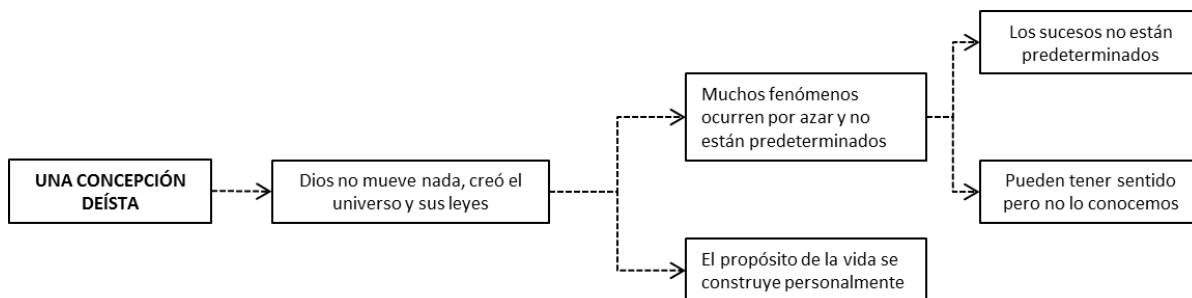 UNA CONCEPCIÓN
DEÍSTA
Dios no mueve nada, creó el
universo y sus leyes
Muchos fenómenos
ocurren por azar y no
están predeterminados
El propósito de la vida se
construye personalmente
Los sucesos no están
predeterminados
Pueden tener sentido
pero no lo conocemos